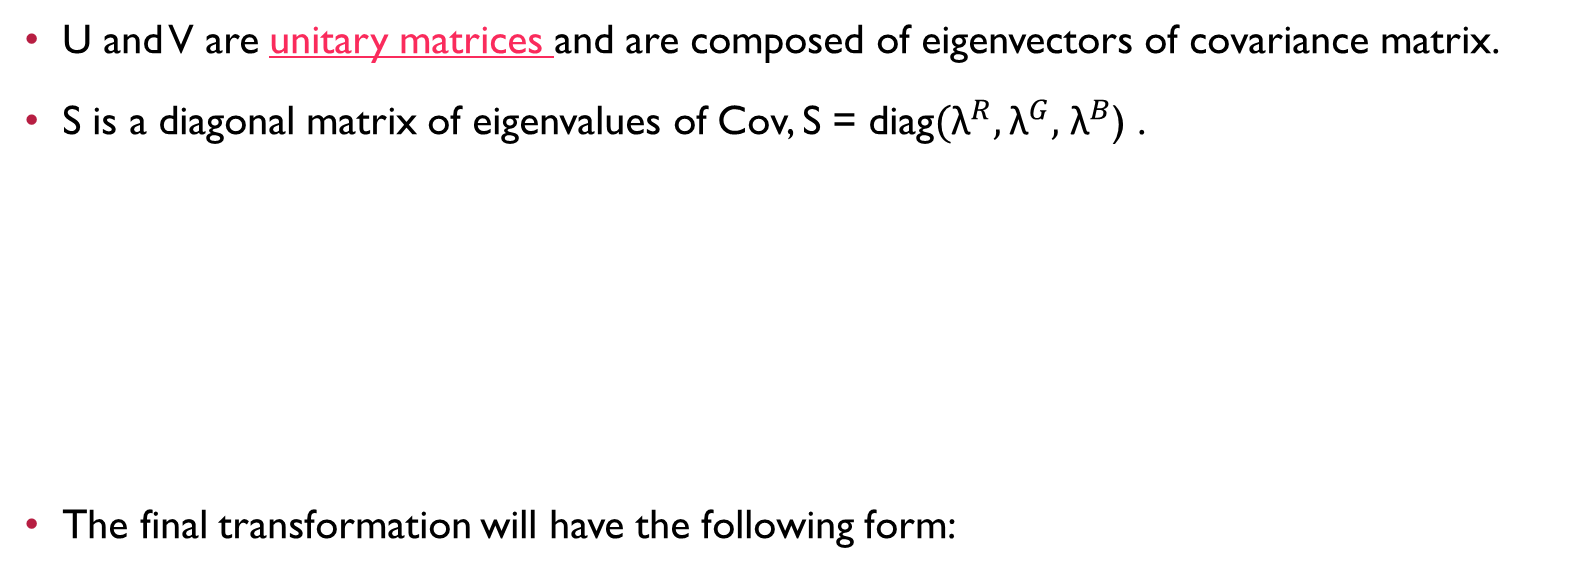 • U and V are unitary matrices and are composed of eigenvectors of covariance matrix.
• S is a diagonal matrix of eigenvalues of Cov, S = diag(λ^R, λ^G, λ^B) .
• The final transformation will have the following form: